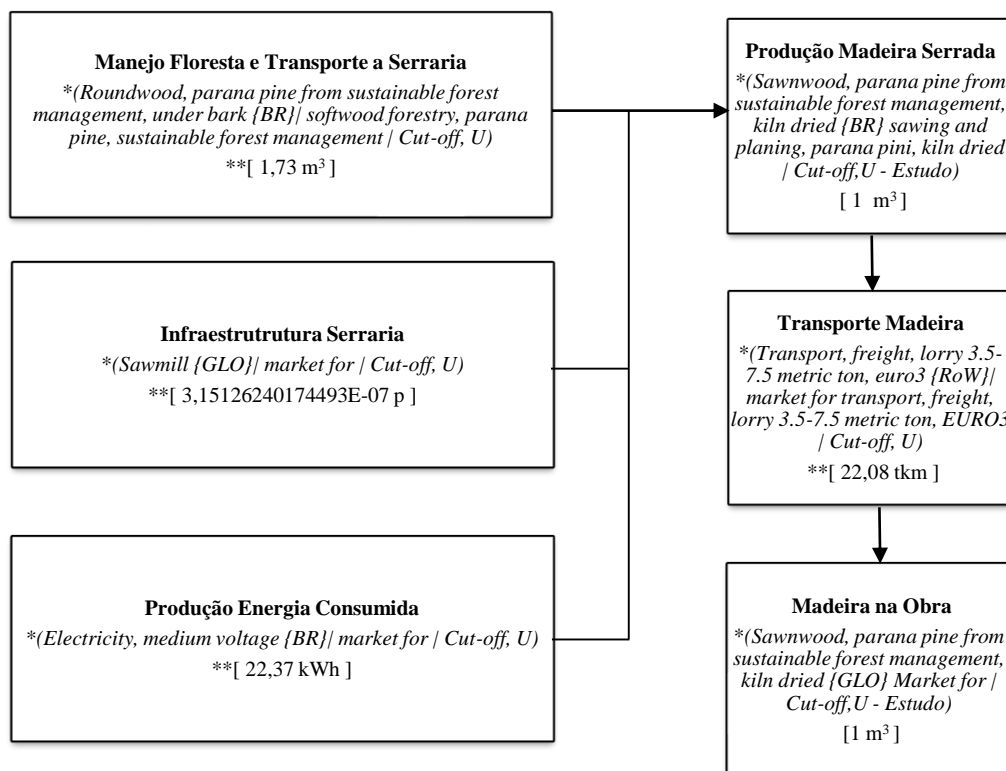 Manejo Floresta e Transporte a Serraria
*(Roundwood, parana pine from sustainable forest
management, under bark {BR}| softwood forestry, parana
pine, sustainable forest management | Cut-off, U)
**[ 1,73 m³ ]
Infraestrutrutura Serraria
*(Sawmill {GLO}| market for | Cut-off, U)
**[ 3,15126240174493E-07 p ]
Produção Energia Consumida
*(Electricity, medium voltage {BR}| market for | Cut-off, U)
**[ 22,37 kWh ]
Produção Madeira Serrada
*(Sawnwood, parana pine from
sustainable forest management,
kiln dried {BR} sawing and
planing, parana pini, kiln dried
| Cut-off,U - Estudo)
[ 1 m³ ]
Transporte Madeira
*(Transport, freight, lorry 3.5-
7.5 metric ton, euro3 {RoW}|
market for transport, freight,
lorry 3.5-7.5 metric ton, EURO3
| Cut-off, U)
**[ 22,08 tkm ]
Madeira na Obra
*(Sawnwood, parana pine from
sustainable forest management,
kiln dried {GLO} Market for |
Cut-off,U - Estudo)
[1 m³ ]